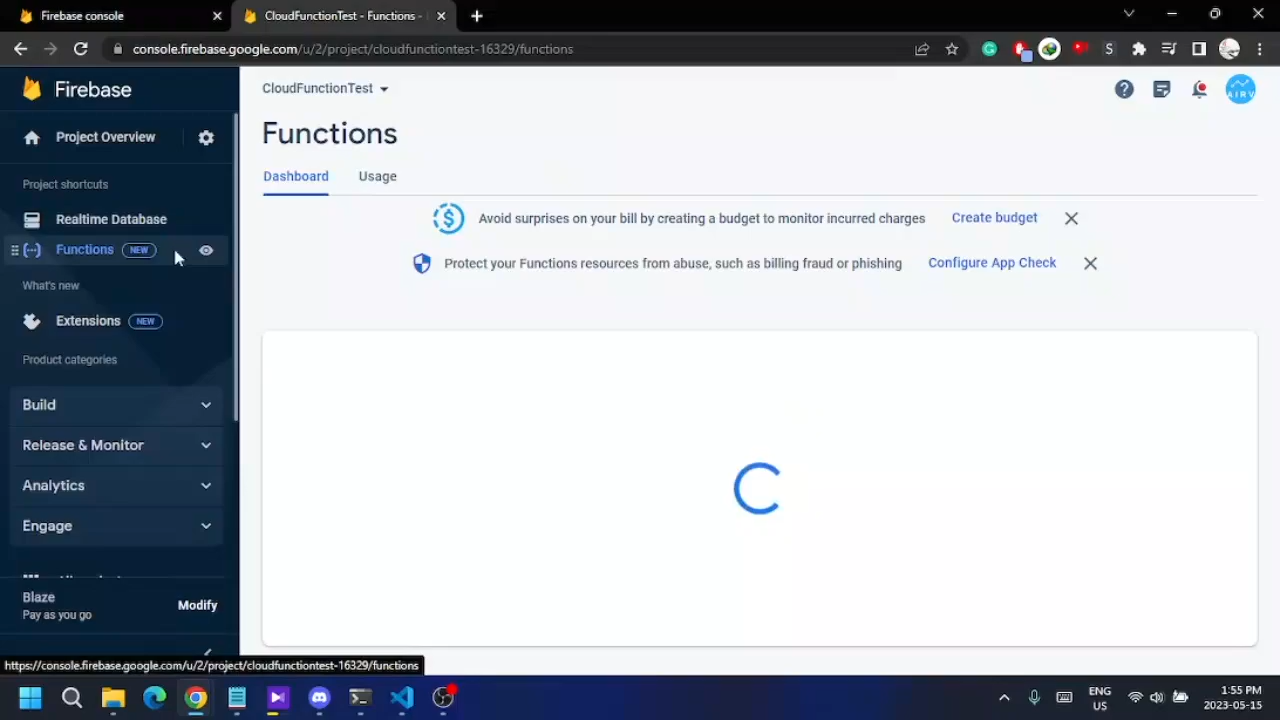 Firebase console
CloudFunctionTest - Functions -
console.firebase.google.com/u/2/project/cloudfunctiontest-16329/functions
S
Firebase
Project Overview
Project shortcuts
Realtime Database
Functions NEW
What's new
Extensions NEW
Product categories
Build
Release & Monitor
Analytics
Engage
Blaze
Pay as you go
Modify
CloudFunctionTest
AIRV
Functions
Dashboard Usage
Avoid surprises on your bill by creating a budget to monitor incurred charges Create budget
Protect your Functions resources from abuse, such as billing fraud or phishing Configure App Check
https://console.firebase.google.com/u/2/project/cloudfunctiontest-16329/functions
ENG
US
1:55 PM
2023-05-15